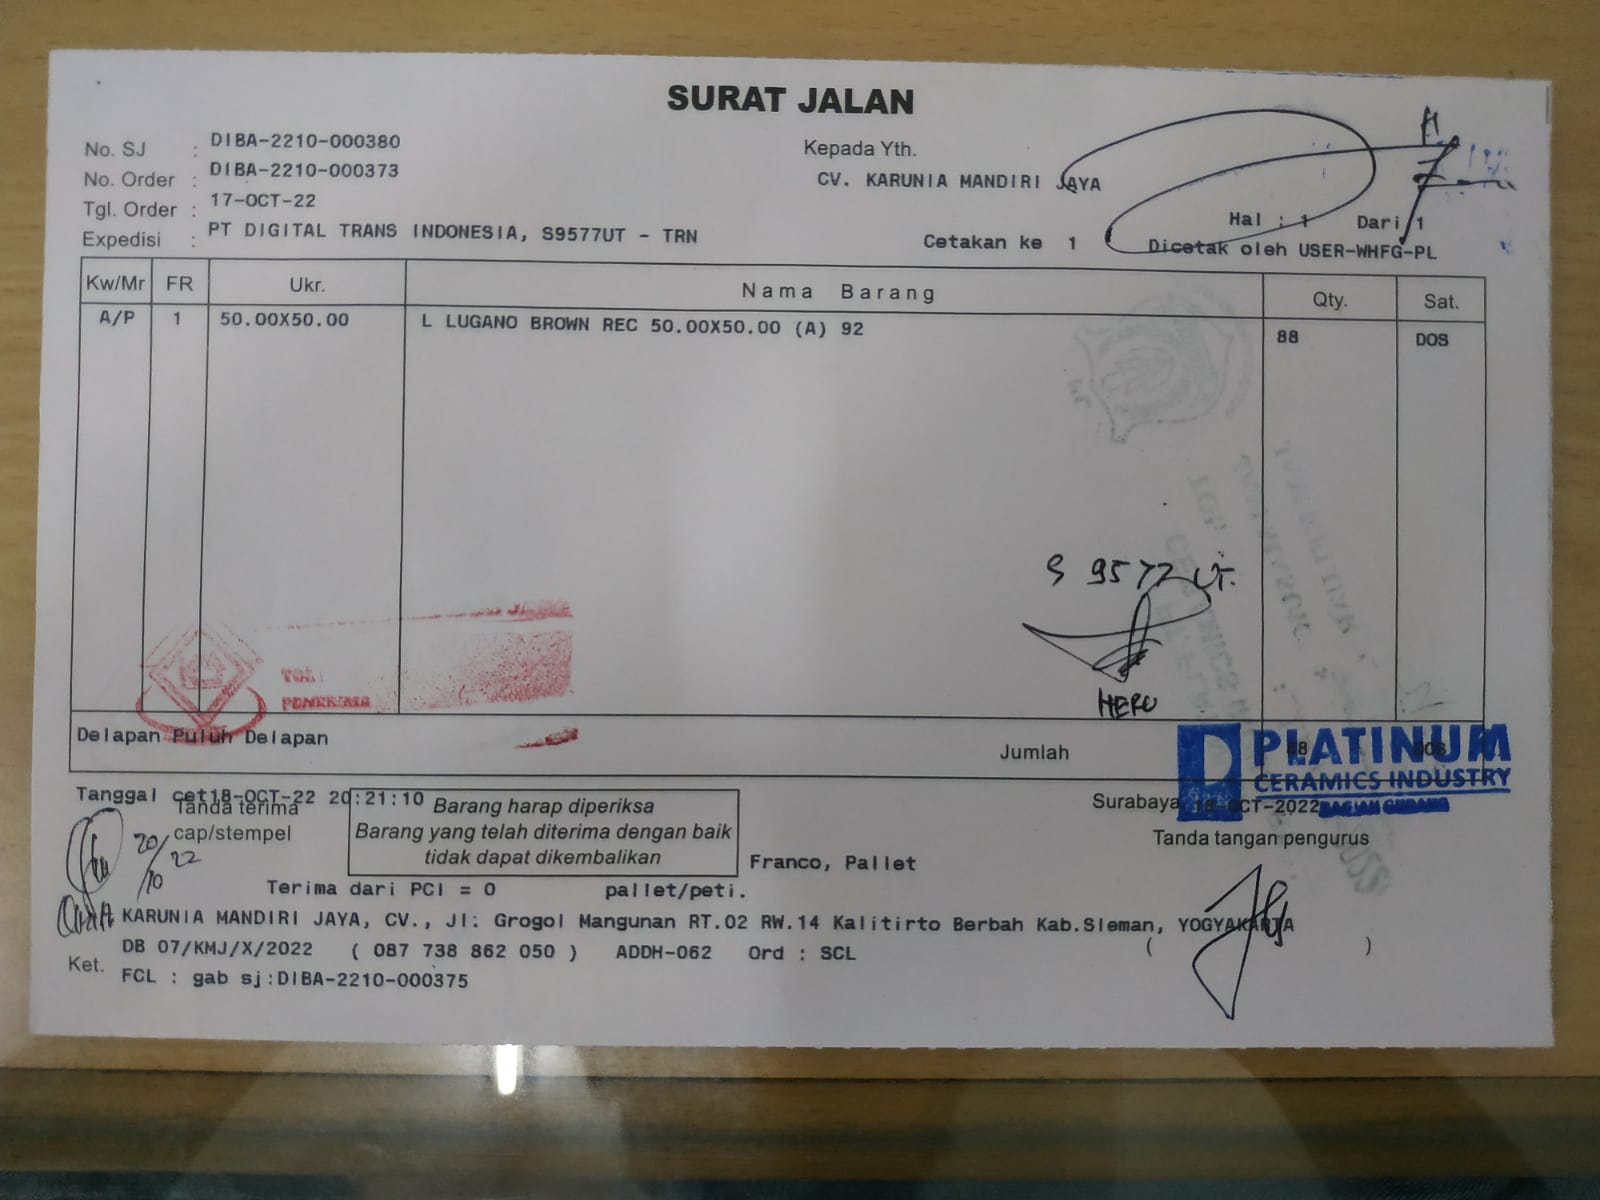 SURAT JALAN
No. SJ : DIBA-2210-000380
No. Order : DIBA-2210-000373
Tgl. Order : 17-OCT-22
Expedisi : PT DIGITAL TRANS INDONESIA, S9577UT - TRN
Kepada Yth.
CV. KARUNIA MANDIRI JAYA
Hal : 1 Dari 1
Cetakan ke 1 Dicetak oleh USER-WHFG-PL
Kw/Mr FR Ukr. Nama Barang Qty. Sat.
A/P 1 50.00X50.00 L LUGANO BROWN REC 50.00X50.00 (A) 92 88 DOS
S 9577 UT.
HERU
TGL :
PENERIMA
Delapan Puluh Delapan Jumlah 88 DOS
PLATINUM
CERAMICS INDUSTRY
BAGIAN GUDANG
Tanggal cet18-OCT-22 20:21:10
Surabaya, 18-OCT-2022
Tanda terima
cap/stempel
20/10 22
Barang harap diperiksa
Barang yang telah diterima dengan baik
tidak dapat dikembalikan
Tanda tangan pengurus
Franco, Pallet
Terima dari PCI = 0 pallet/peti.
KARUNIA MANDIRI JAYA, CV., Jl: Grogol Mangunan RT.02 RW.14 Kalitirto Berbah Kab.Sleman, YOGYAKARTA
DB 07/KMJ/X/2022 ( 087 738 862 050 ) ADDH-062 Ord : SCL
( )
Ket.
FCL : gab sj:DIBA-2210-000375